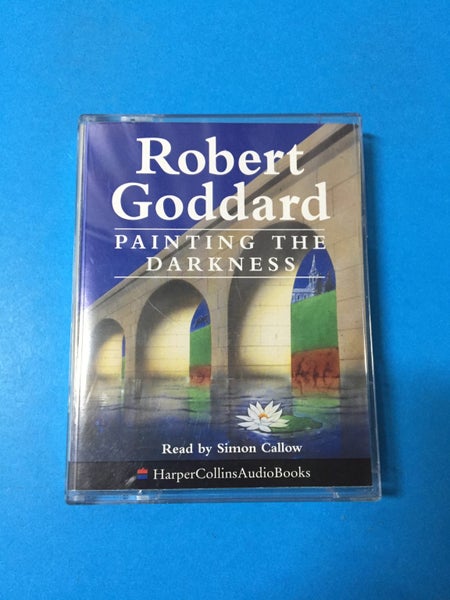 Robert
Goddard
PAINTING THE
DARKNESS
Read by Simon Callow
HarperCollinsAudioBooks